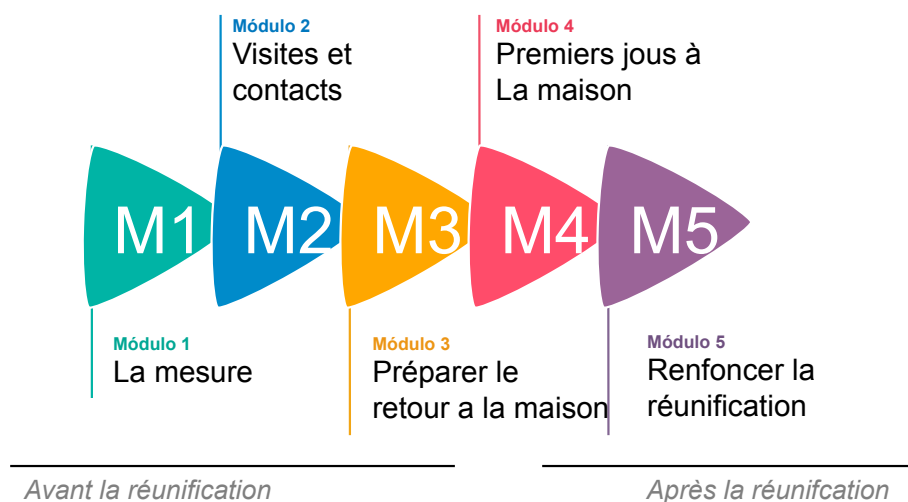 Módulo 2
Visites et
contacts
Módulo 4
Premiers jous à
La maison
M1
M2
M3
M4
M5
Módulo 1
La mesure
Módulo 3
Préparer le
retour a la maison
Módulo 5
Renfoncer la
réunification
Avant la réunification
Après la réunifcation